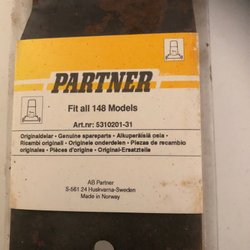 PARTNER
Fit all 148 Models
Art.nr: 5310201-31
Originaldelar - Genuine spareparts - Alkuperäisiä osia -
Ricambi originali - Originele onderdelen - Piezas de recambio
originales - Pièces d'origine - Original-Ersatzteile
AB Partner
S-561 24 Huskvarna-Sweden
Made in Norway